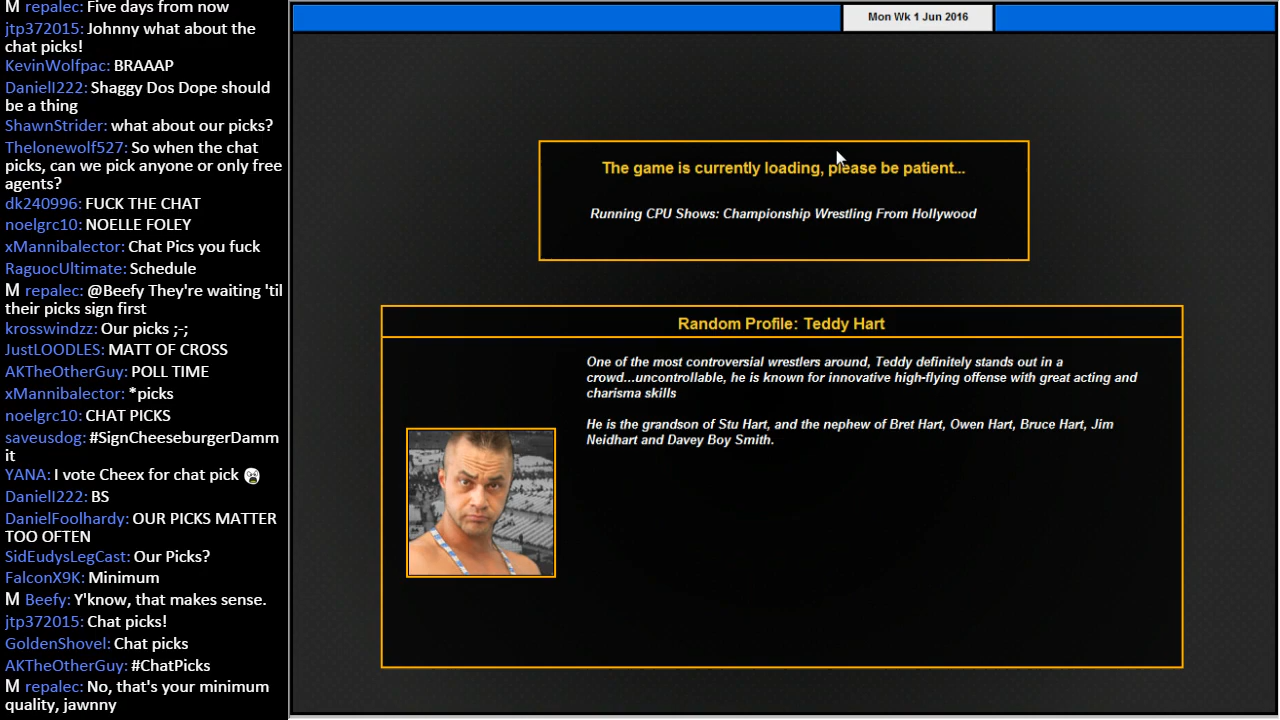 M repalec: Five days from now
jtp372015: Johnny what about the
chat picks!
KevinWolfpac: BRAAAP
DanielI222: Shaggy Dos Dope should
be a thing
ShawnStrider: what about our picks?
Thelonewolf527: So when the chat
picks, can we pick anyone or only free
agents?
dk240996: FUCK THE CHAT
noelgrc10: NOELLE FOLEY
xMannibalector: Chat Pics you fuck
RaguocUltimate: Schedule
M repalec: @Beefy They're waiting 'til
their picks sign first
krosswindzz: Our picks ;-;
JustLOODLES: MATT OF CROSS
AKTheOtherGuy: POLL TIME
xMannibalector: *picks
noelgrc10: CHAT PICKS
saveusdog: #SignCheeseburgerDamm
it
YANA: I vote Cheex for chat pick
DanielI222: BS
DanielFoolhardy: OUR PICKS MATTER
TOO OFTEN
SidEudysLegCast: Our Picks?
FalconX9K: Minimum
M Beefy: Y'know, that makes sense.
jtp372015: Chat picks!
GoldenShovel: Chat picks
AKTheOtherGuy: #ChatPicks
M repalec: No, that's your minimum
quality, jawnny
Mon Wk 1 Jun 2016
The game is currently loading, please be patient...
Running CPU Shows: Championship Wrestling From Hollywood
Random Profile: Teddy Hart
One of the most controversial wrestlers around, Teddy definitely stands out in a
crowd...uncontrollable, he is known for innovative high-flying offense with great acting and
charisma skills
He is the grandson of Stu Hart, and the nephew of Bret Hart, Owen Hart, Bruce Hart, Jim
Neidhart and Davey Boy Smith.